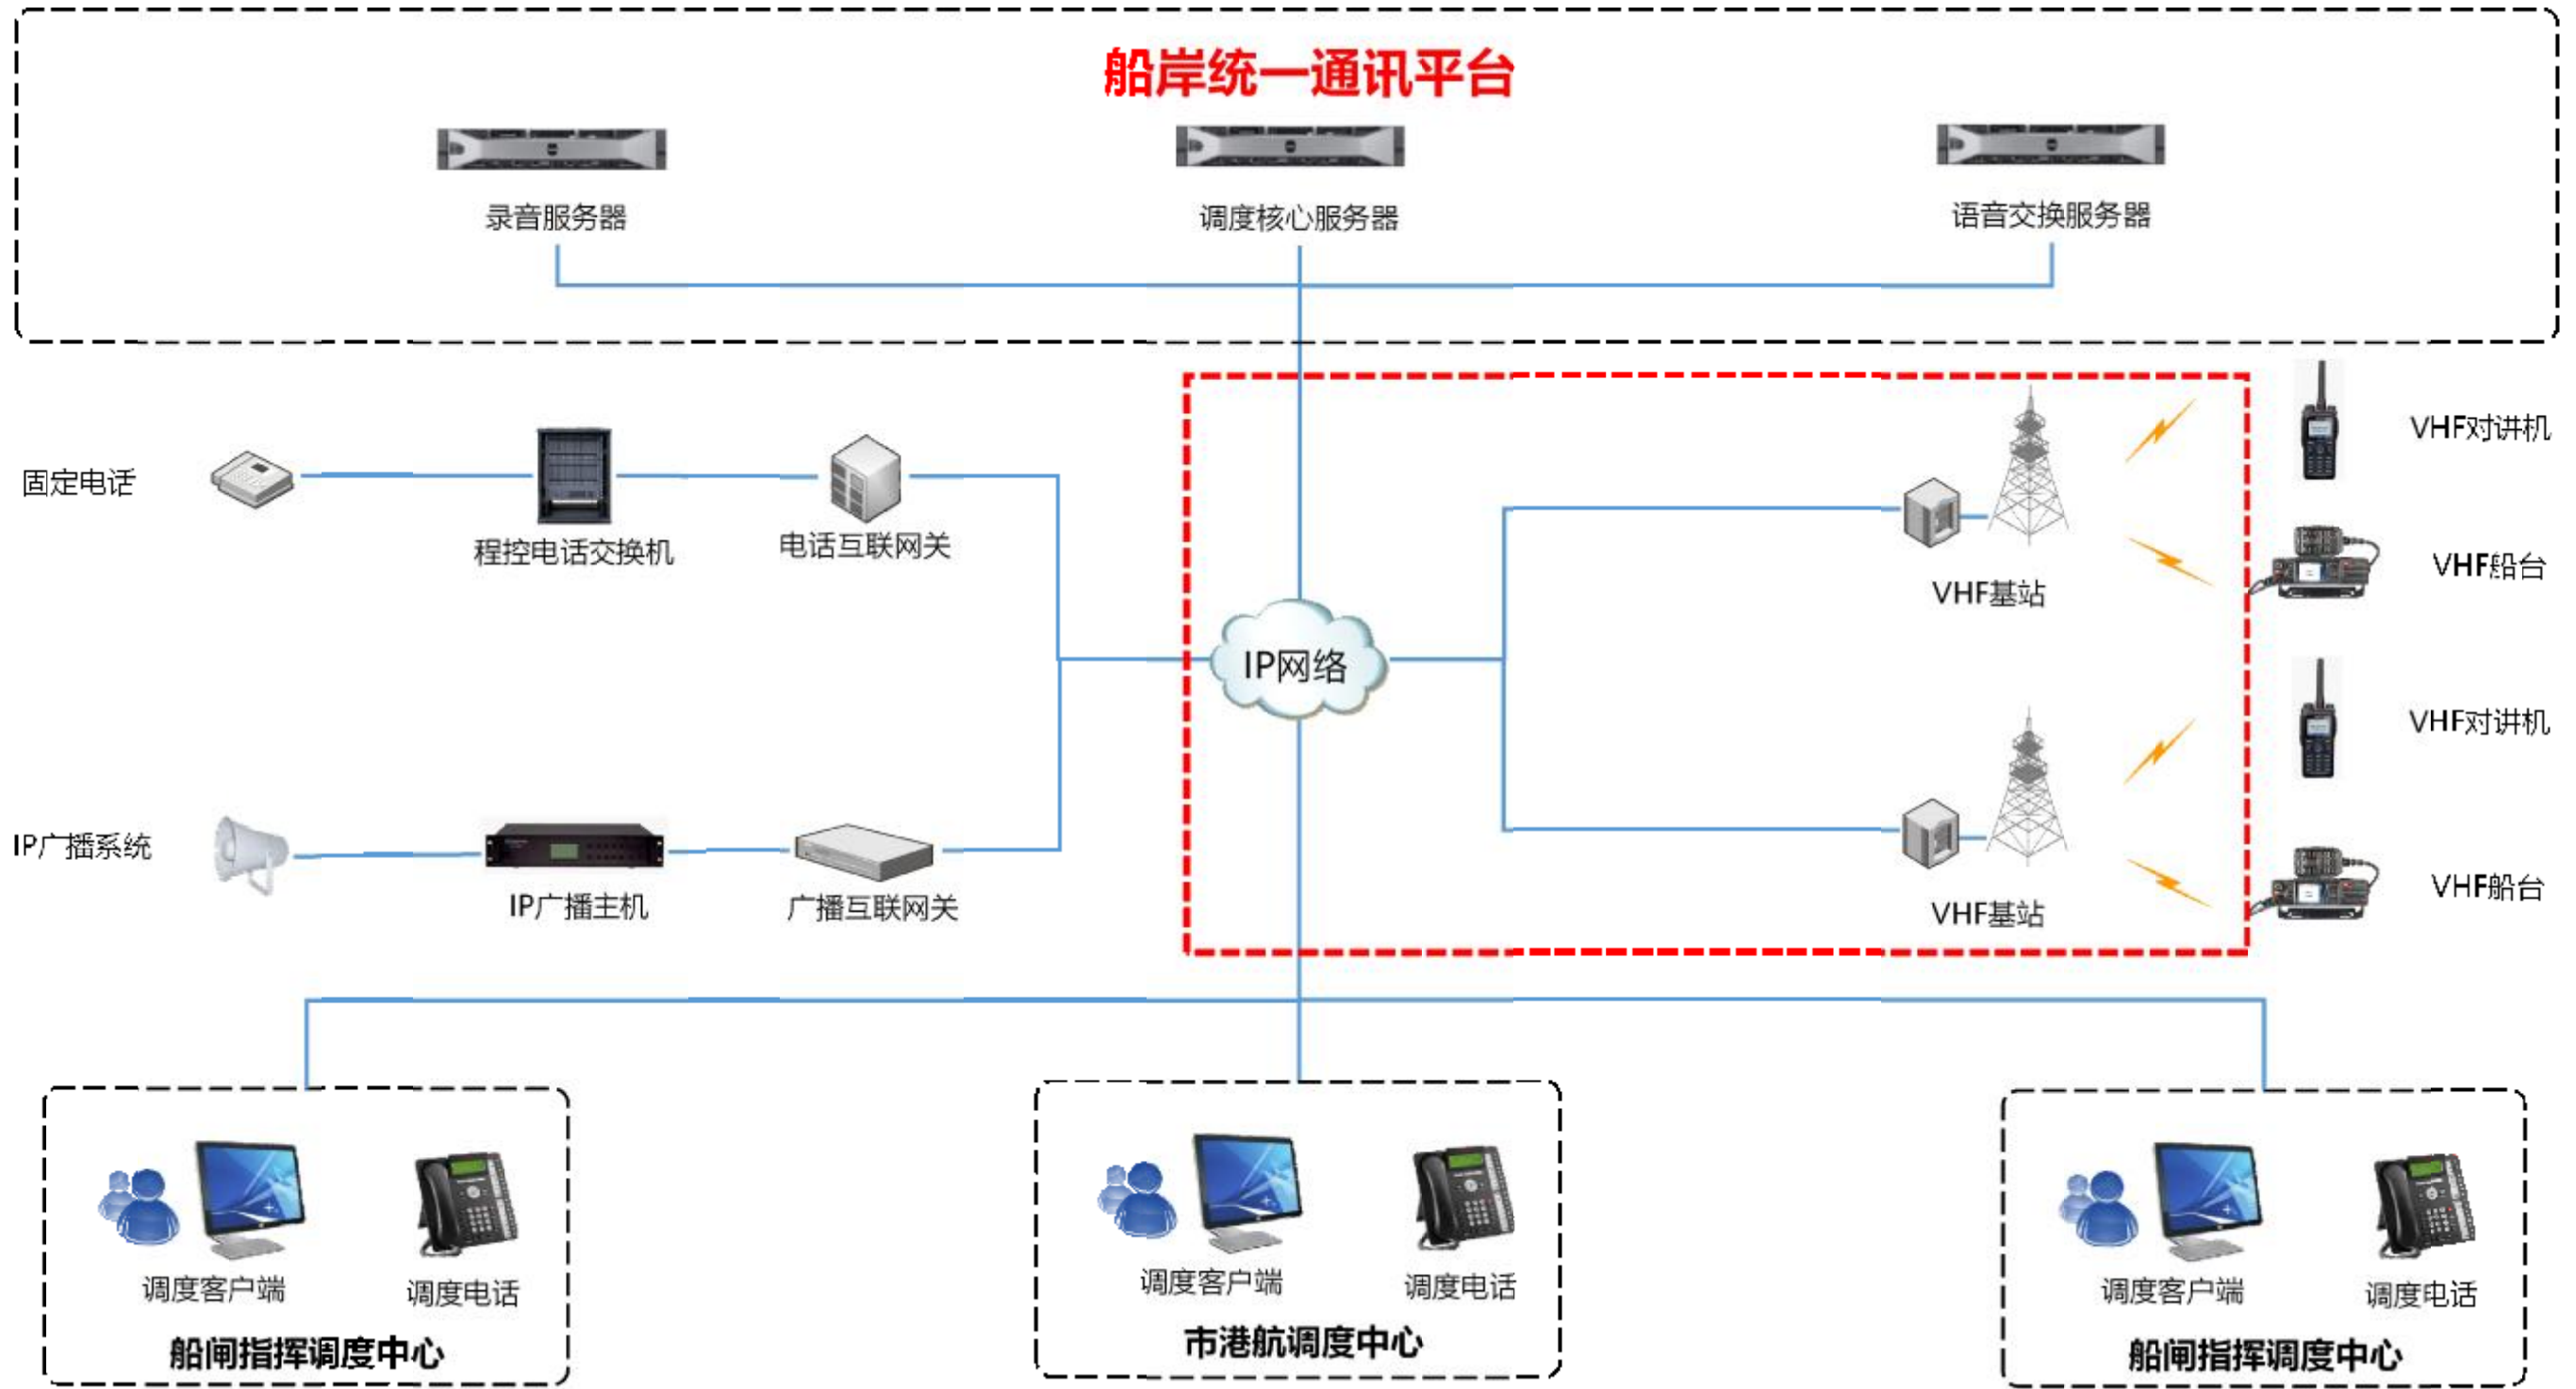 船岸统一通讯平台
录音服务器
调度核心服务器
语音交换服务器
固定电话
程控电话交换机
电话互联网关
VHF基站
VHF对讲机
VHF船台
IP网络
IP广播系统
IP广播主机
广播互联网关
VHF基站
VHF对讲机
VHF船台
调度客户端
调度电话
船闸指挥调度中心
调度客户端
调度电话
市港航调度中心
调度客户端
调度电话
船闸指挥调度中心